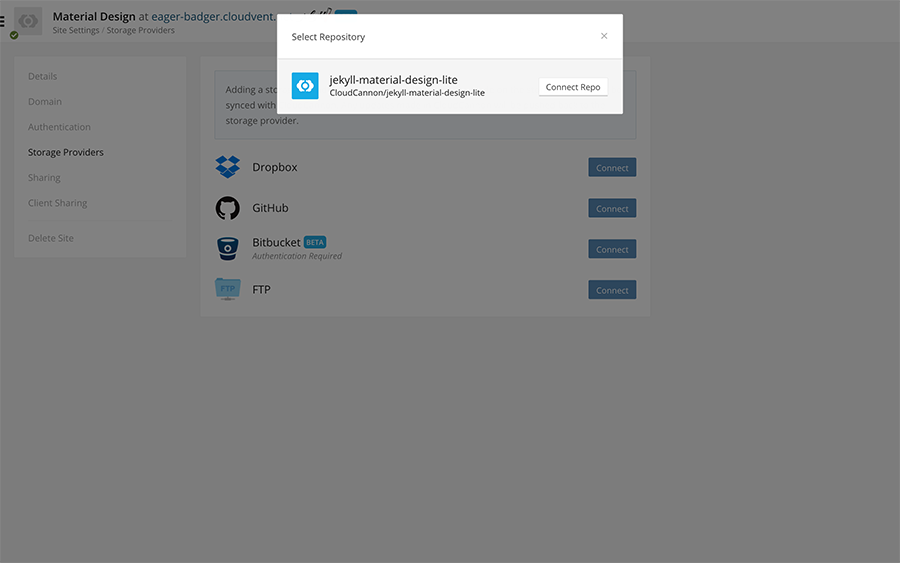 Material Design at eager-badger.cloudvent.
Site Settings / Storage Providers
Select Repository
×
jekyll-material-design-lite
CloudCannon/jekyll-material-design-lite
Connect Repo
Details
Domain
Authentication
Storage Providers
Sharing
Client Sharing
Delete Site
Adding a sto
synced with
storage provider.
Dropbox
Connect
GitHub
Connect
Bitbucket BETA
Authentication Required
Connect
FTP
FTP
Connect